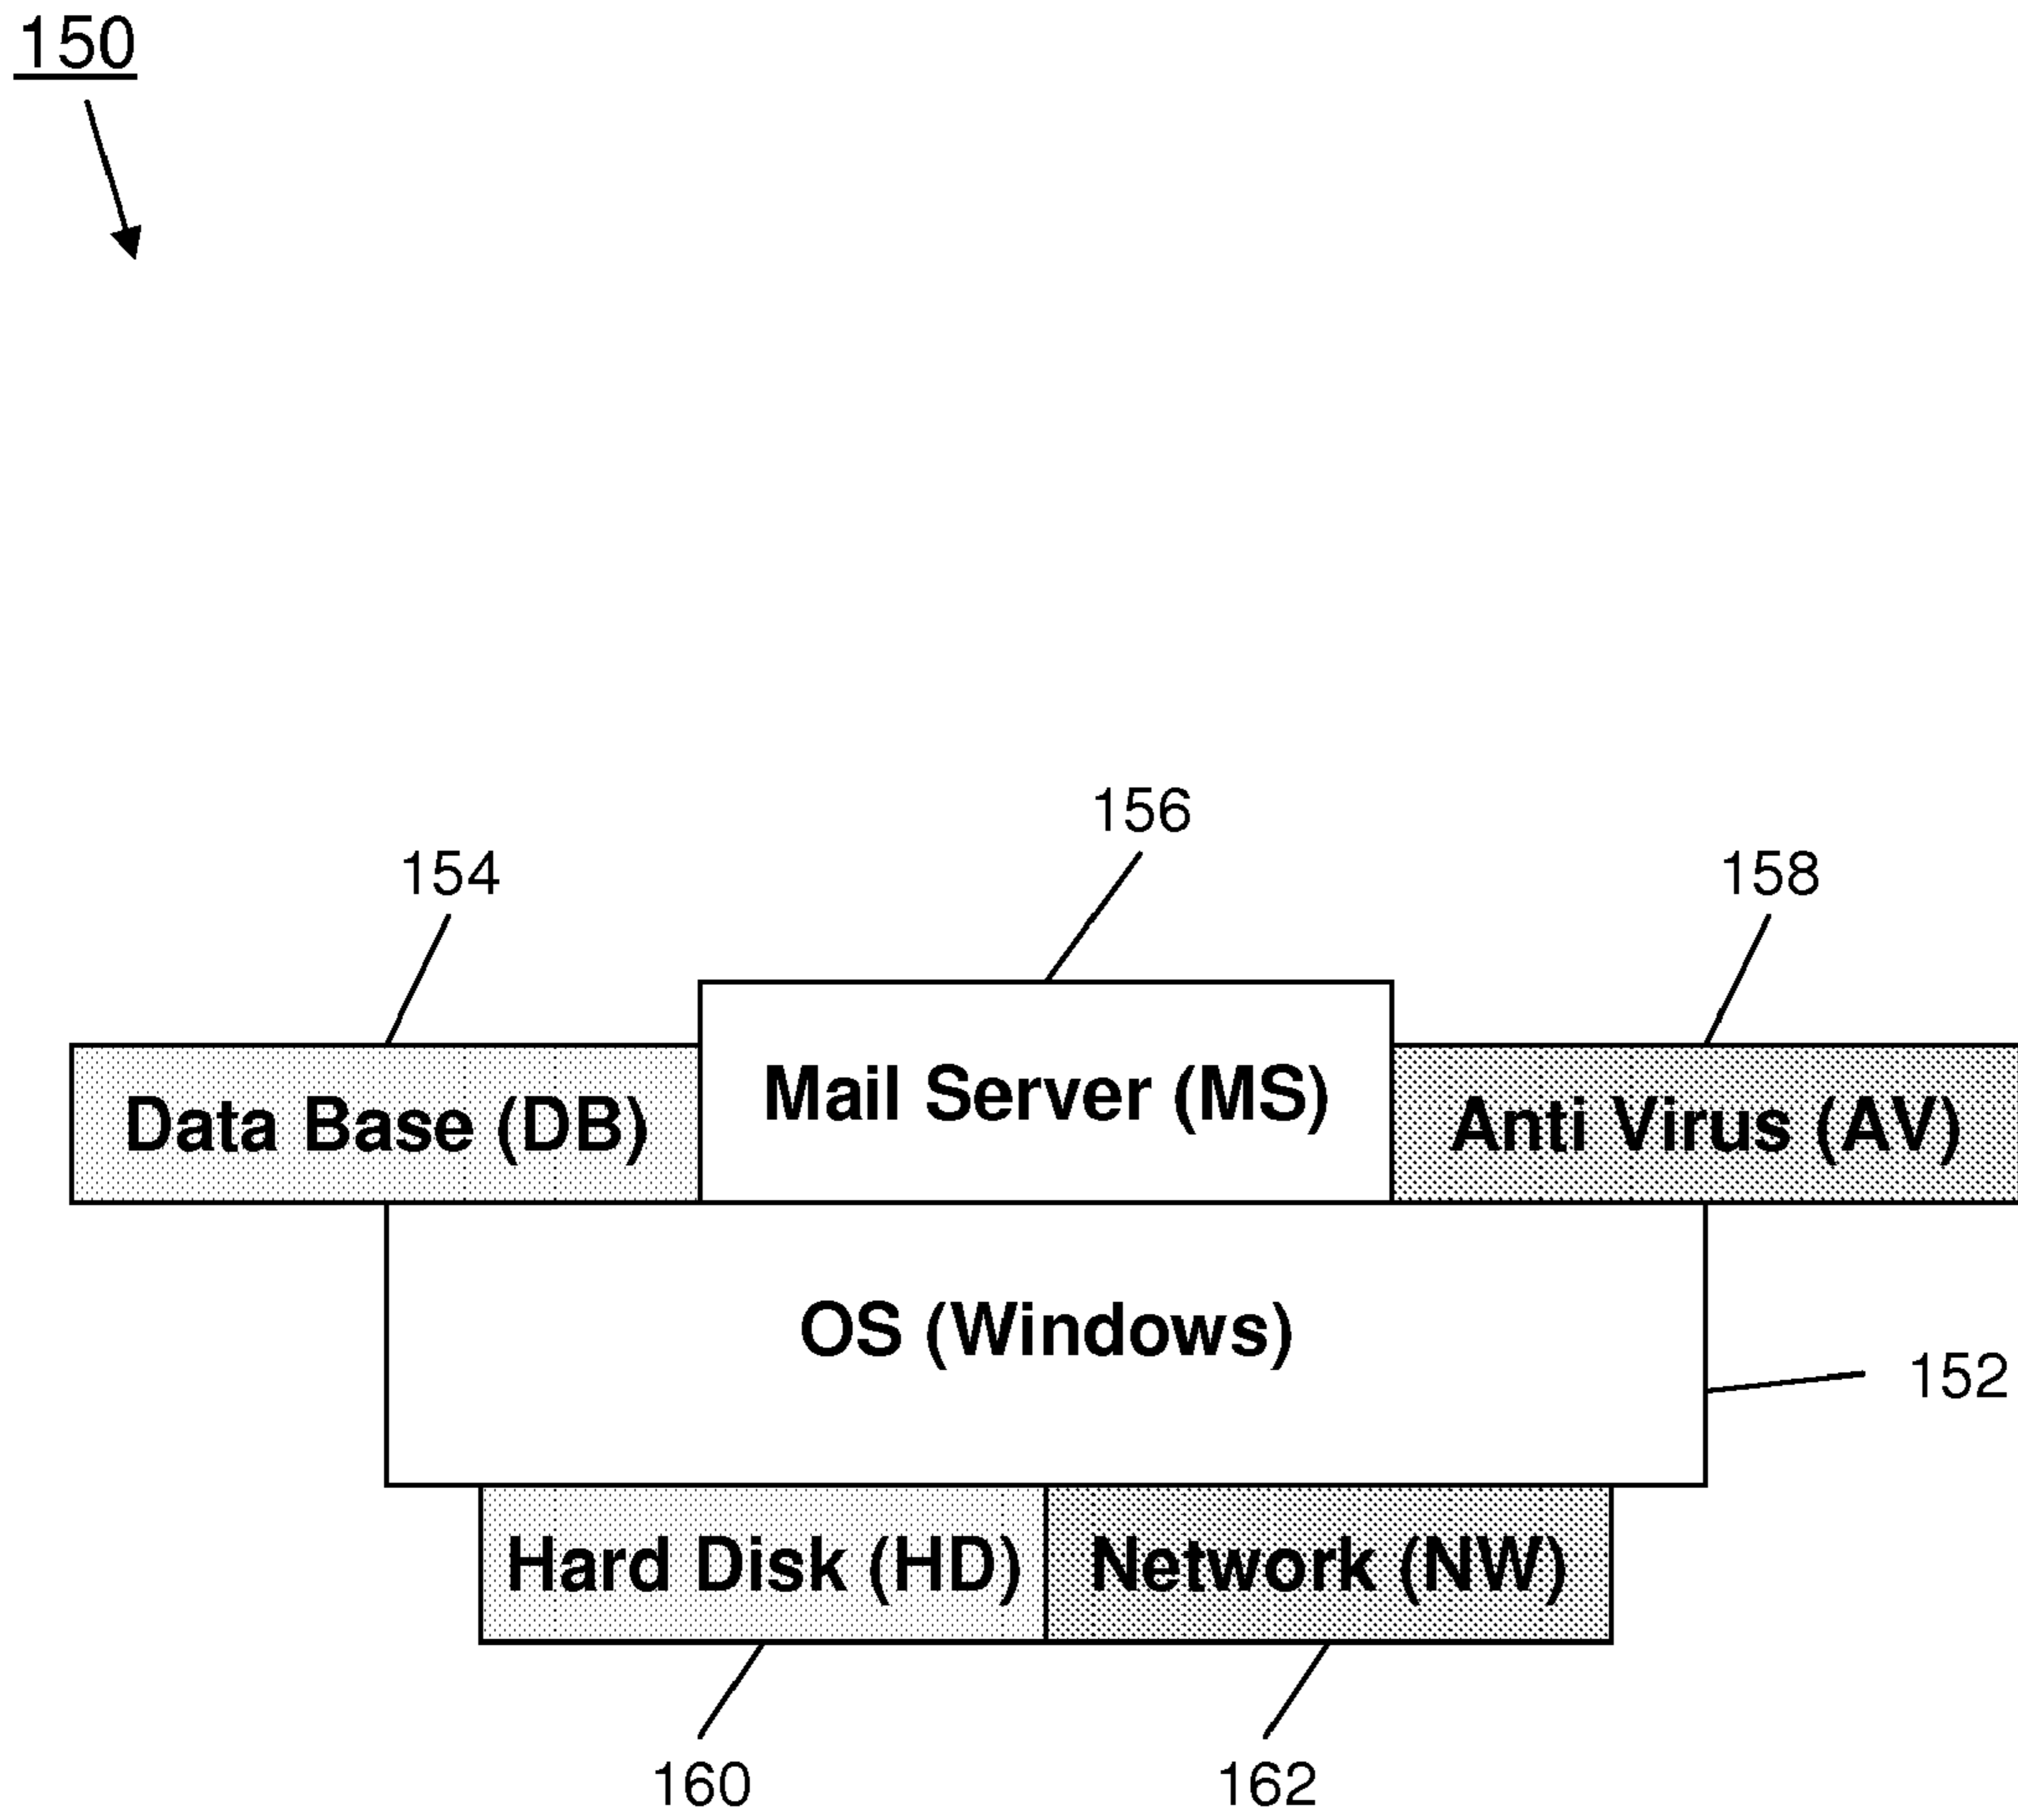 150
156
154
158
Mail Server (MS)
Data Base (DB)
Anti Virus (AV)
OS (Windows)
152
Hard Disk (HD)
Network (NW)
160
162